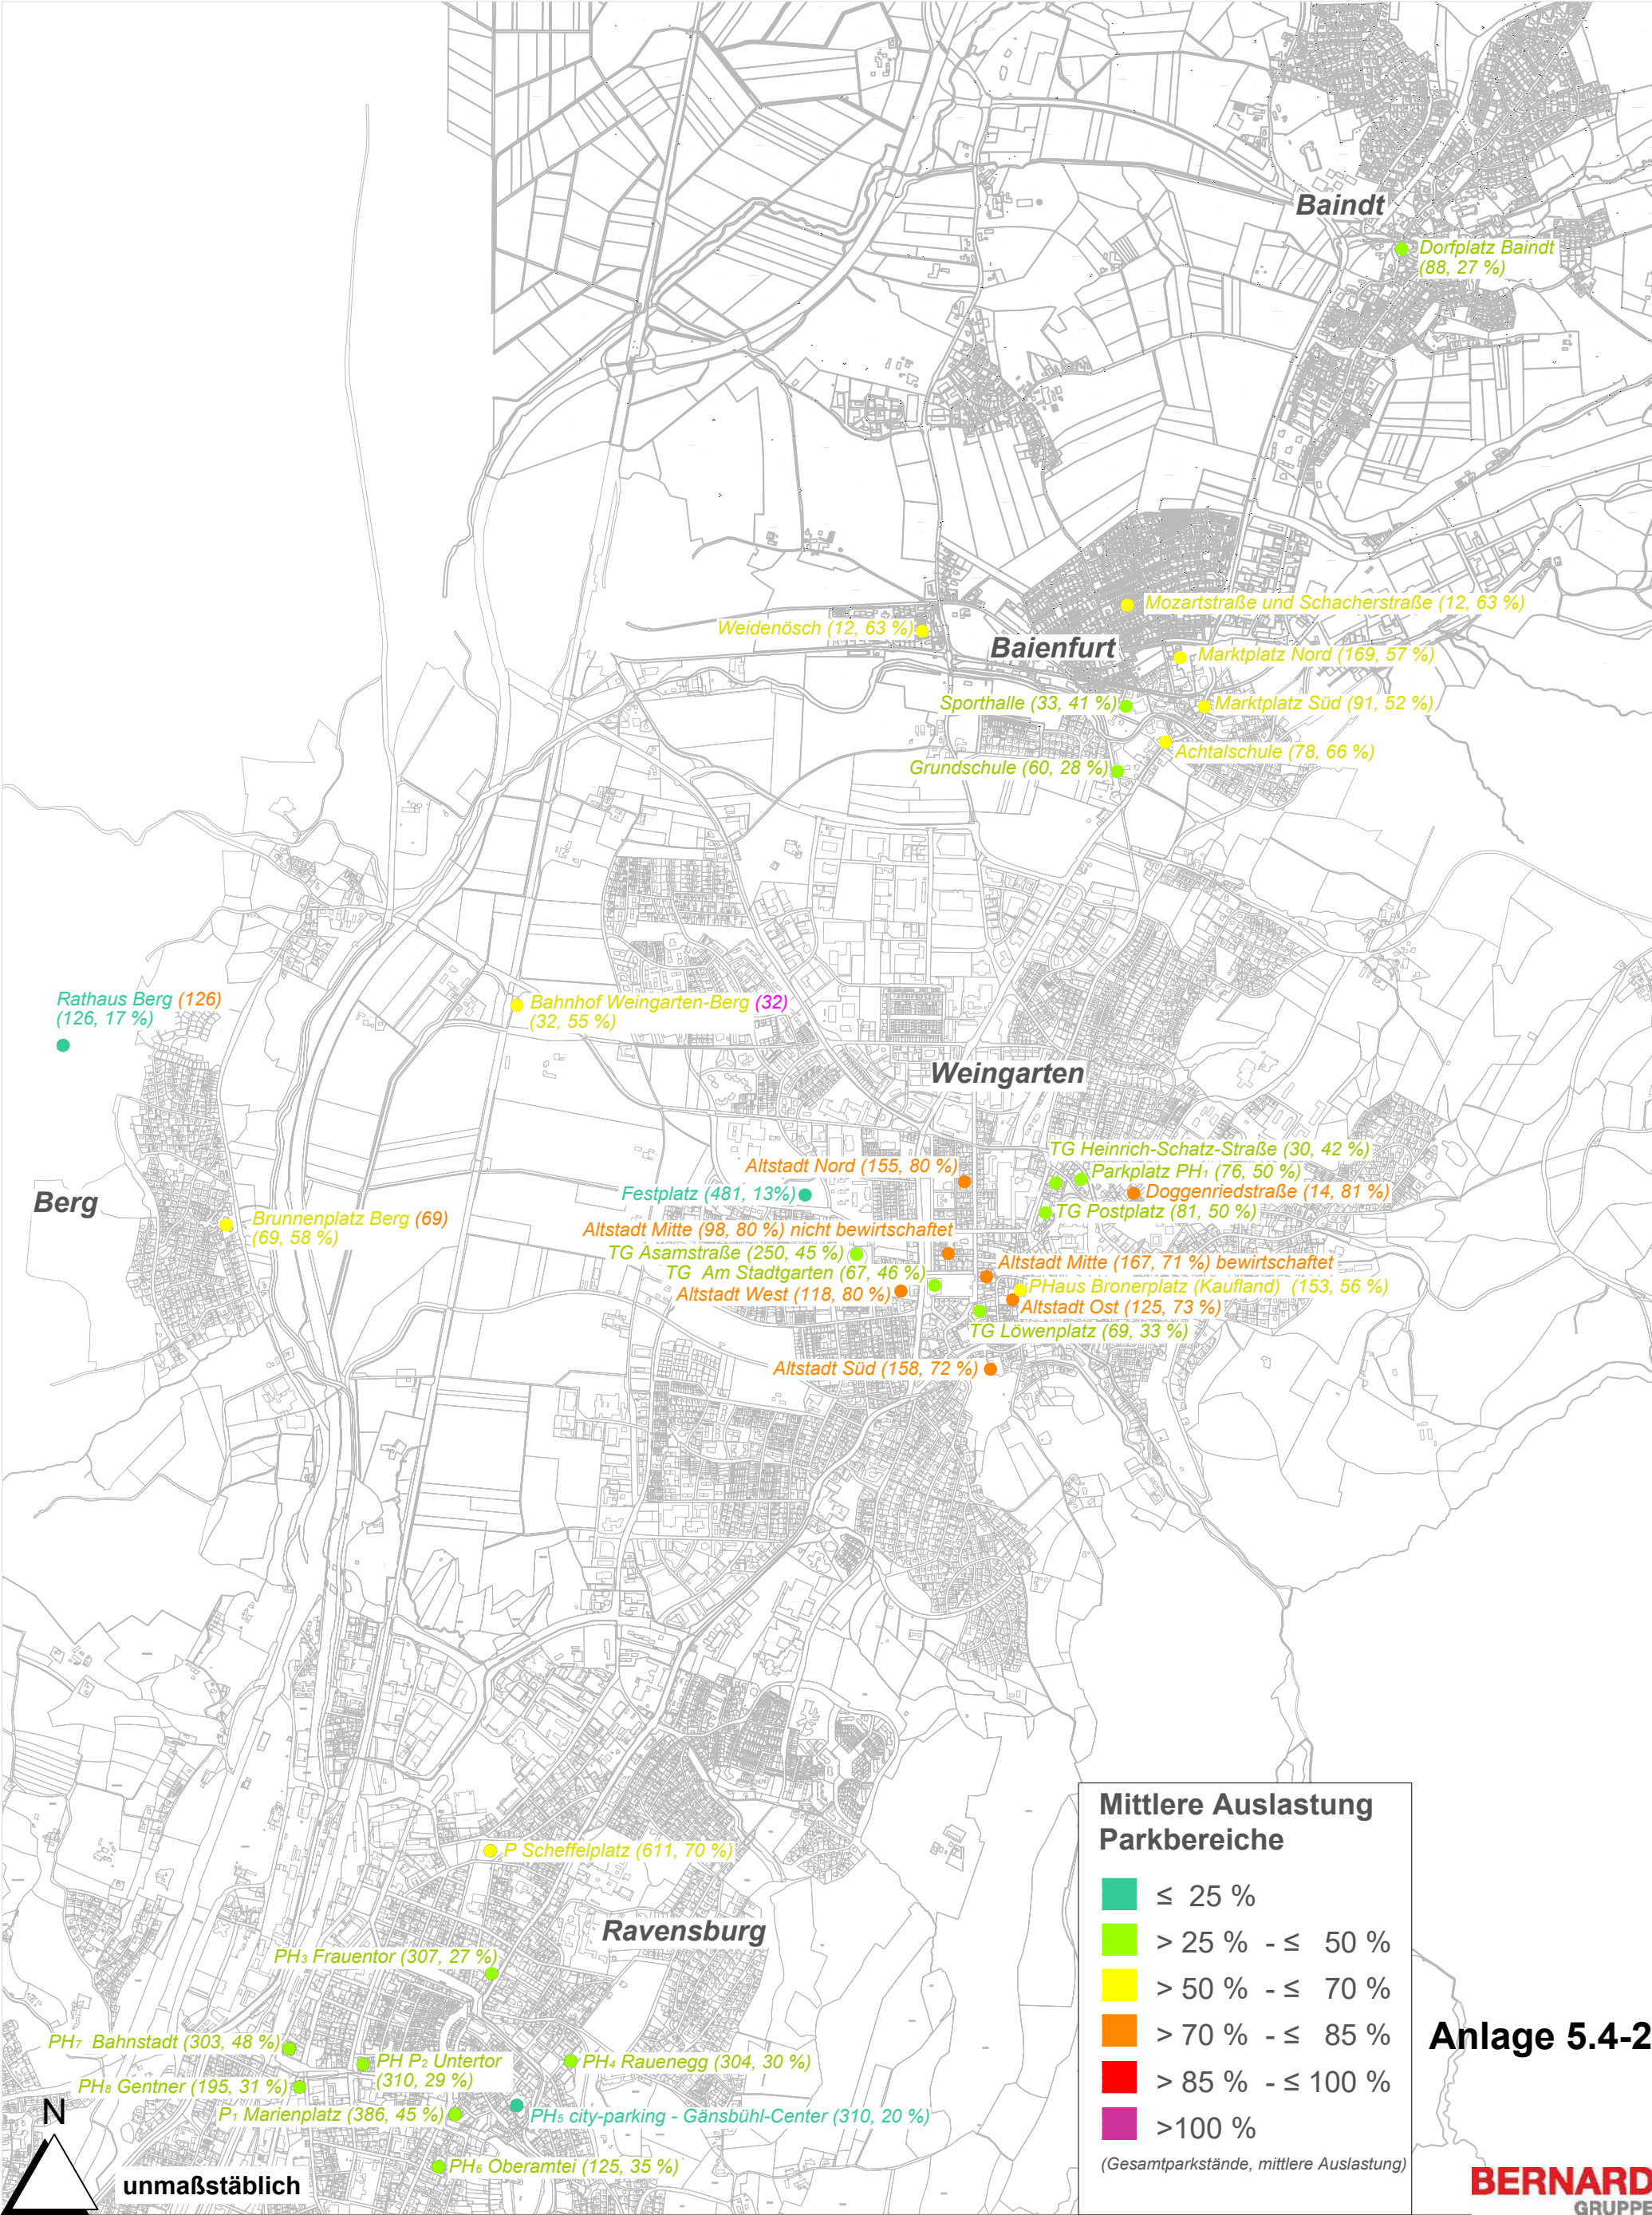 Baindt
Dorfplatz Baindt
(88, 27 %)
Mozartstraße und Schacherstraße (12, 63 %)
Weidenösch (12, 63 %)
Baienfurt
Marktplatz Nord (169, 57 %)
Sporthalle (33, 41 %)
Marktplatz Süd (91, 52 %)
Achtalschule (78, 66 %)
Grundschule (60, 28 %)
Rathaus Berg (126)
(126, 17 %)
Bahnhof Weingarten-Berg (32)
(32, 55 %)
Weingarten
TG Heinrich-Schatz-Straße (30, 42 %)
Altstadt Nord (155, 80 %)
Parkplatz PH1 (76, 50 %)
Festplatz (481, 13%)
Doggenriedstraße (14, 81 %)
Berg
TG Postplatz (81, 50 %)
Brunnenplatz Berg (69)
(69, 58 %)
Altstadt Mitte (98, 80 %) nicht bewirtschaftet
TG Asamstraße (250, 45 %)
Altstadt Mitte (167, 71 %) bewirtschaftet
TG Am Stadtgarten (67, 46 %)
PHaus Bronerplatz (Kaufland) (153, 56 %)
Altstadt West (118, 80 %)
Altstadt Ost (125, 73 %)
TG Löwenplatz (69, 33 %)
Altstadt Süd (158, 72 %)
P Scheffelplatz (611, 70 %)
Ravensburg
PH3 Frauentor (307, 27 %)
PH7 Bahnstadt (303, 48 %)
PH P2 Untertor
(310, 29 %)
PH4 Rauenegg (304, 30 %)
PH8 Gentner (195, 31 %)
P1 Marienplatz (386, 45 %)
PH5 city-parking - Gänsbühl-Center (310, 20 %)
PH6 Oberamtei (125, 35 %)
N
unmaßstäblich
Mittlere Auslastung
Parkbereiche
≤ 25 %
> 25 % - ≤ 50 %
> 50 % - ≤ 70 %
> 70 % - ≤ 85 %
> 85 % - ≤ 100 %
>100 %
(Gesamtparkstände, mittlere Auslastung)
Anlage 5.4-2
BERNARD
GRUPPE